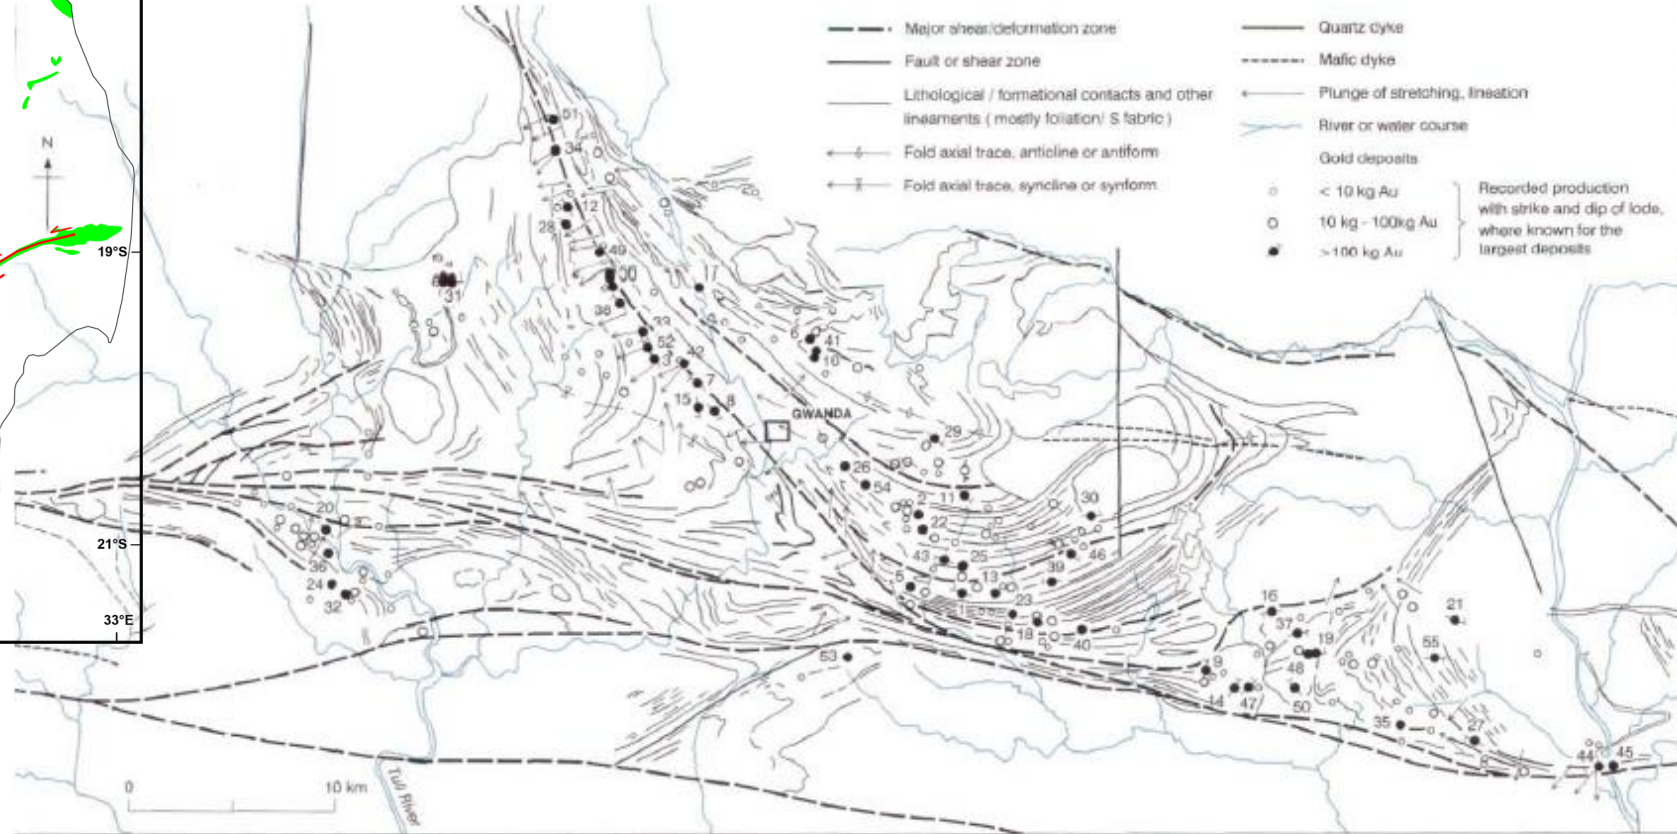 N
19°S
21°S
33°E
Major shear/deformation zone
Fault or shear zone
Lithological / formational contacts and other
lineaments ( mostly foliation/ S fabric )
Fold axial trace, anticline or antiform
Fold axial trace, syncline or synform
Quartz dyke
Mafic dyke
Plunge of stretching, lineation
River or water course
Gold deposits
< 10 kg Au
10 kg - 100kg Au
>100 kg Au
Recorded production
with strike and dip of lode,
where known for the
largest deposits
51
34
12
28
49
31
17
38
33
52
3
42
7
15
8
6
41
10
GWANDA
29
26
54
11
2
22
30
20
36
24
32
43
25
5
13
39
46
1
23
18
40
53
16
37
19
21
55
9
48
14
47
50
35
27
44
45
0
10 km
Tuli River